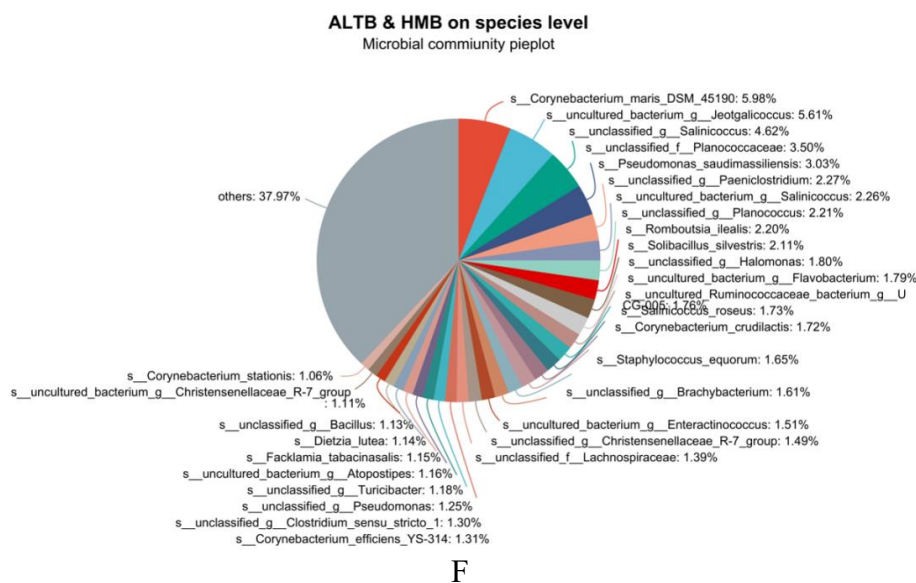 ALTB & HMB on species level
Microbial commiunity pieplot
s__Corynebacterium_maris_DSM_45190: 5.98%
s__uncultured_bacterium_g__Jeotgalicoccus: 5.61%
s__unclassified_g__Salinicoccus: 4.62%
s__unclassified_f__Planococcaceae: 3.50%
s__Pseudomonas_saudimassiliensis: 3.03%
s__unclassified_g__Paeniclostridium: 2.27%
s__uncultured_bacterium_g__Salinicoccus: 2.26%
s__unclassified_g__Planococcus: 2.21%
s__Romboutsia_ilealis: 2.20%
s__Solibacillus_silvestris: 2.11%
s__unclassified_g__Halomonas: 1.80%
s__uncultured_bacterium_g__Flavobacterium: 1.79%
s__uncultured_Ruminococcaceae_bacterium_g__U
CG-005: 1.76%
s__Salinicoccus_roseus: 1.73%
s__Corynebacterium_crudilactis: 1.72%
s__Staphylococcus_equorum: 1.65%
s__unclassified_g__Brachybacterium: 1.61%
s__uncultured_bacterium_g__Enteractinococcus: 1.51%
s__unclassified_g__Christensenellaceae_R-7_group: 1.49%
s__unclassified_f__Lachnospiraceae: 1.39%
others: 37.97%
s__Corynebacterium_stationis: 1.06%
s__uncultured_bacterium_g__Christensenellaceae_R-7_group
: 1.11%
s__unclassified_g__Bacillus: 1.13%
s__Dietzia_lutea: 1.14%
s__Facklamia_tabacinasalis: 1.15%
s__uncultured_bacterium_g__Atopostipes: 1.16%
s__unclassified_g__Turicibacter: 1.18%
s__unclassified_g__Pseudomonas: 1.25%
s__unclassified_g__Clostridium_sensu_stricto_1: 1.30%
s__Corynebacterium_efficiens_YS-314: 1.31%
F